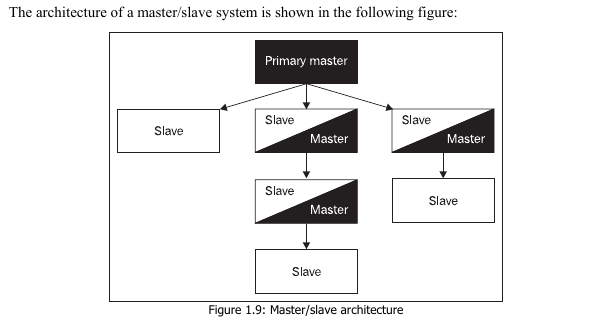 The architecture of a master/slave system is shown in the following figure:
Primary master
Slave
Slave
Master
Slave
Master
Slave
Master
Slave
Slave
Figure 1.9: Master/slave architecture